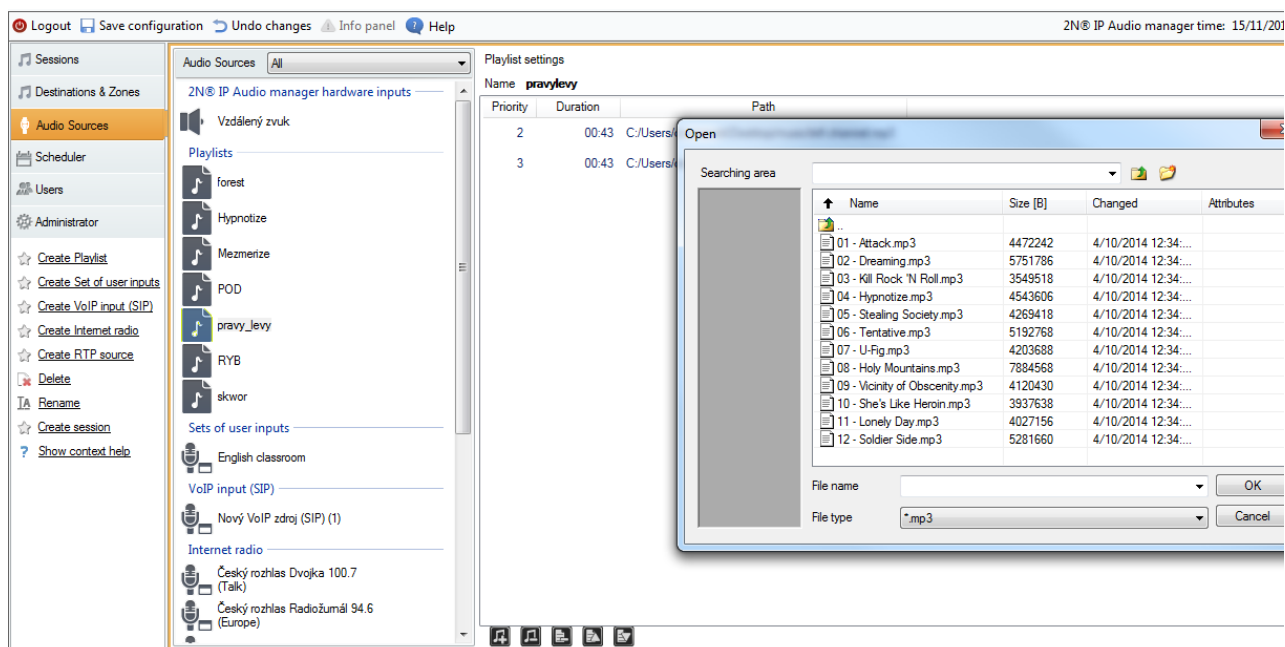 Logout Save configuration Undo changes Info panel Help 2N® IP Audio manager time: 15/11/201
Sessions
Destinations & Zones
Audio Sources
Scheduler
Users
Administrator
Create Playlist
Create Set of user inputs
Create VoIP input (SIP)
Create Internet radio
Create RTP source
Delete
Rename
Create session
Show context help
Audio Sources All
2N® IP Audio manager hardware inputs
Vzdálený zvuk
Playlists
forest
Hypnotize
Mezmerize
POD
pravy_levy
RYB
skwor
Sets of user inputs
English classroom
VoIP input (SIP)
Nový VoIP zdroj (SIP) (1)
Internet radio
Český rozhlas Dvojka 100.7
(Talk)
Český rozhlas Radiožumál 94.6
(Europe)
Playlist settings
Name pravylevy
Priority Duration Path
2 00:43 C:/Users/
3 00:43 C:/Users/
Open
Searching area
Name Size [B] Changed Attributes
..
01 - Attack.mp3 4472242 4/10/2014 12:34:...
02 - Dreaming.mp3 5751786 4/10/2014 12:34:...
03 - Kill Rock 'N Roll.mp3 3549518 4/10/2014 12:34:...
04 - Hypnotize.mp3 4543606 4/10/2014 12:34:...
05 - Stealing Society.mp3 4269418 4/10/2014 12:34:...
06 - Tentative.mp3 5192768 4/10/2014 12:34:...
07 - U-Fig.mp3 4203688 4/10/2014 12:34:...
08 - Holy Mountains.mp3 7884568 4/10/2014 12:34:...
09 - Vicinity of Obscenity.mp3 4120430 4/10/2014 12:34:...
10 - She's Like Heroin.mp3 3937638 4/10/2014 12:34:...
11 - Lonely Day.mp3 4027156 4/10/2014 12:34:...
12 - Soldier Side.mp3 5281660 4/10/2014 12:34:...
File name OK
File type *.mp3 Cancel